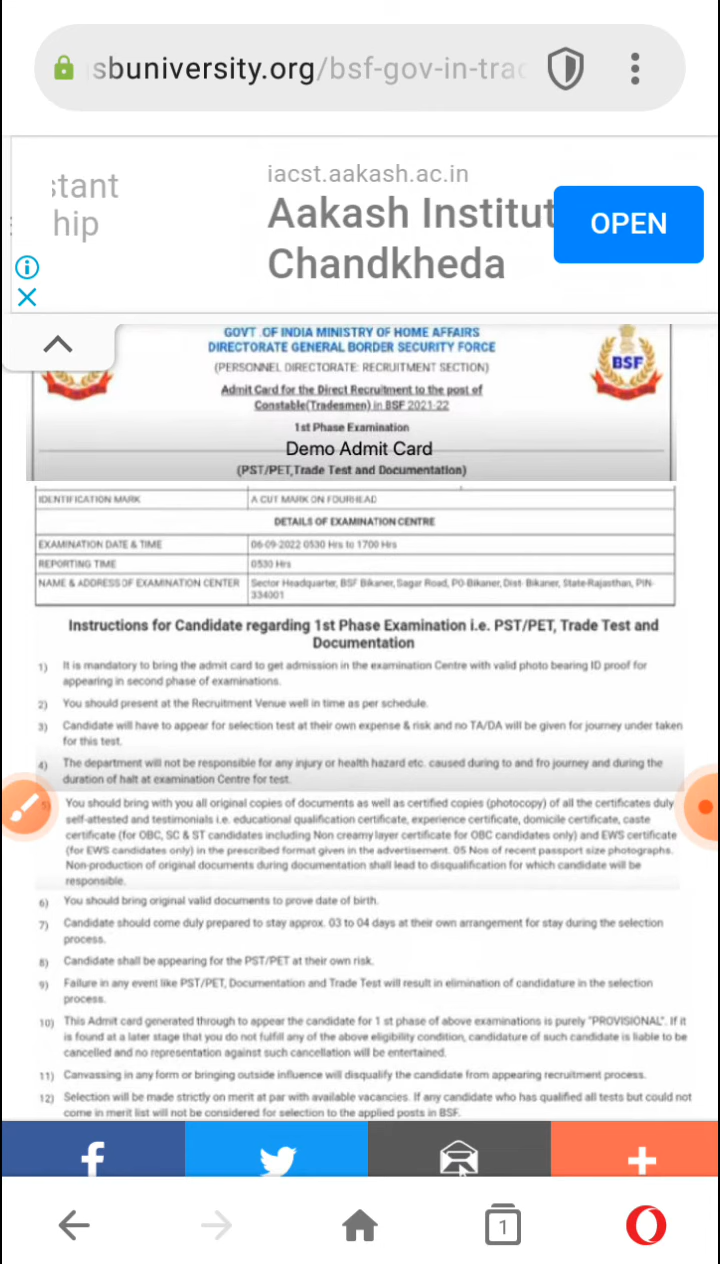 sbuniversity.org/bsf-gov-in-trac
stant
hip
iacst.aakash.ac.in
Aakash Institut
Chandkheda
OPEN
GOVT .OF INDIA MINISTRY OF HOME AFFAIRS
DIRECTORATE GENERAL BORDER SECURITY FORCE
(PERSONNEL DIRECTORATE: RECRUITMENT SECTION)
BSF
Admit Card for the Direct Recruitment to the post of
Constable(Tradesmen) in BSF 2021-22
1st Phase Examination
Demo Admit Card
(PST/PET,Trade Test and Documentation)
IDENTIFICATION MARK A CUT MARK ON FOURHEAD
DETAILS OF EXAMINATION CENTRE
EXAMINATION DATE & TIME 06-09-2022 0530 Hrs to 1700 Hrs
REPORTING TIME 0530 Hrs
NAME & ADDRESS OF EXAMINATION CENTER Sector Headquarter, BSF Bikaner, Sagar Road, PO-Bikaner, Dist- Bikaner, State-Rajasthan, PIN-
334001
Instructions for Candidate regarding 1st Phase Examination i.e. PST/PET, Trade Test and
Documentation
1) It is mandatory to bring the admit card to get admission in the examination Centre with valid photo bearing ID proof for
appearing in second phase of examinations.
2) You should present at the Recruitment Venue well in time as per schedule.
3) Candidate will have to appear for selection test at their own expense & risk and no TA/DA will be given for journey under taken
for this test.
4) The department will not be responsible for any injury or health hazard etc. caused during to and fro journey and during the
duration of halt at examination Centre for test.
5) You should bring with you all original copies of documents as well as certified copies (photocopy) of all the certificates duly
self-attested and testimonials i.e. educational qualification certificate, experience certificate, domicile certificate, caste
certificate (for OBC, SC & ST candidates including Non creamy layer certificate for OBC candidates only) and EWS certificate
(for EWS candidates only) in the prescribed format given in the advertisement. 05 Nos of recent passport size photographs.
Non-production of original documents during documentation shall lead to disqualification for which candidate will be
responsible.
6) You should bring original valid documents to prove date of birth.
7) Candidate should come duly prepared to stay approx. 03 to 04 days at their own arrangement for stay during the selection
process.
8) Candidate shall be appearing for the PST/PET at their own risk.
9) Failure in any event like PST/PET, Documentation and Trade Test will result in elimination of candidature in the selection
process.
10) This Admit card generated through to appear the candidate for 1 st phase of above examinations is purely "PROVISIONAL". If it
is found at a later stage that you do not fulfill any of the above eligibility condition, candidature of such candidate is liable to be
cancelled and no representation against such cancellation will be entertained.
11) Canvassing in any form or bringing outside influence will disqualify the candidate from appearing recruitment process.
12) Selection will be made strictly on merit at par with available vacancies. If any candidate who has qualified all tests but could not
come in merit list will not be considered for selection to the applied posts in BSF.
1